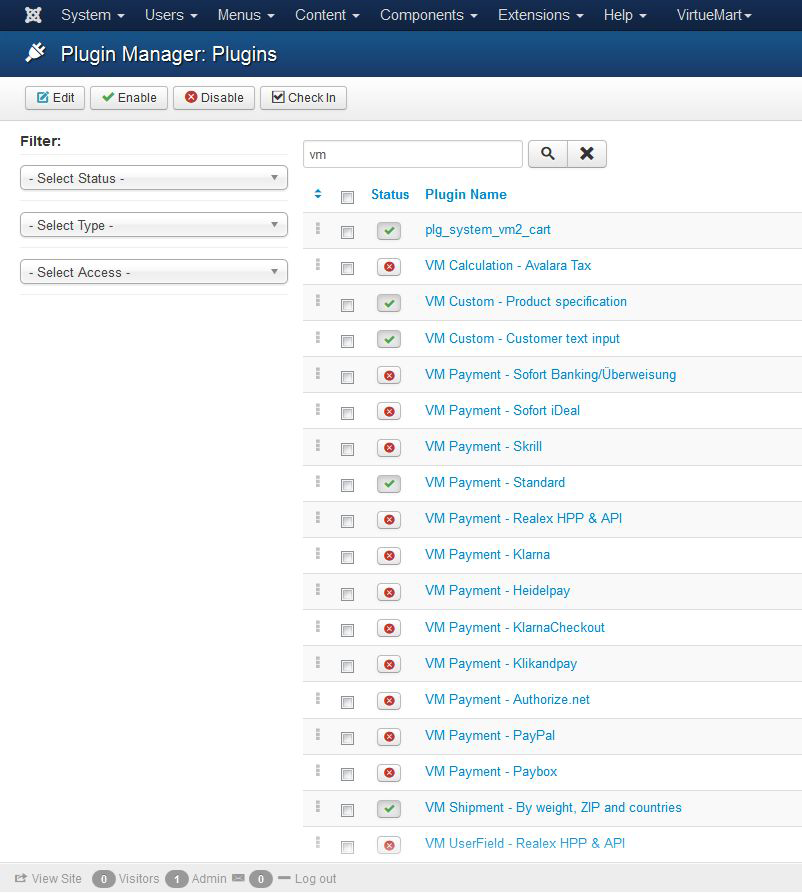 System Users Menus Content Components Extensions Help VirtueMart
Plugin Manager: Plugins
Edit Enable Disable Check In
Filter:
- Select Status -
- Select Type -
- Select Access -
vm
Status Plugin Name
plg_system_vm2_cart
VM Calculation - Avalara Tax
VM Custom - Product specification
VM Custom - Customer text input
VM Payment - Sofort Banking/Überweisung
VM Payment - Sofort iDeal
VM Payment - Skrill
VM Payment - Standard
VM Payment - Realex HPP & API
VM Payment - Klarna
VM Payment - Heidelpay
VM Payment - KlarnaCheckout
VM Payment - Klikandpay
VM Payment - Authorize.net
VM Payment - PayPal
VM Payment - Paybox
VM Shipment - By weight, ZIP and countries
VM UserField - Realex HPP & API
View Site 0 Visitors 1 Admin 0 Log out